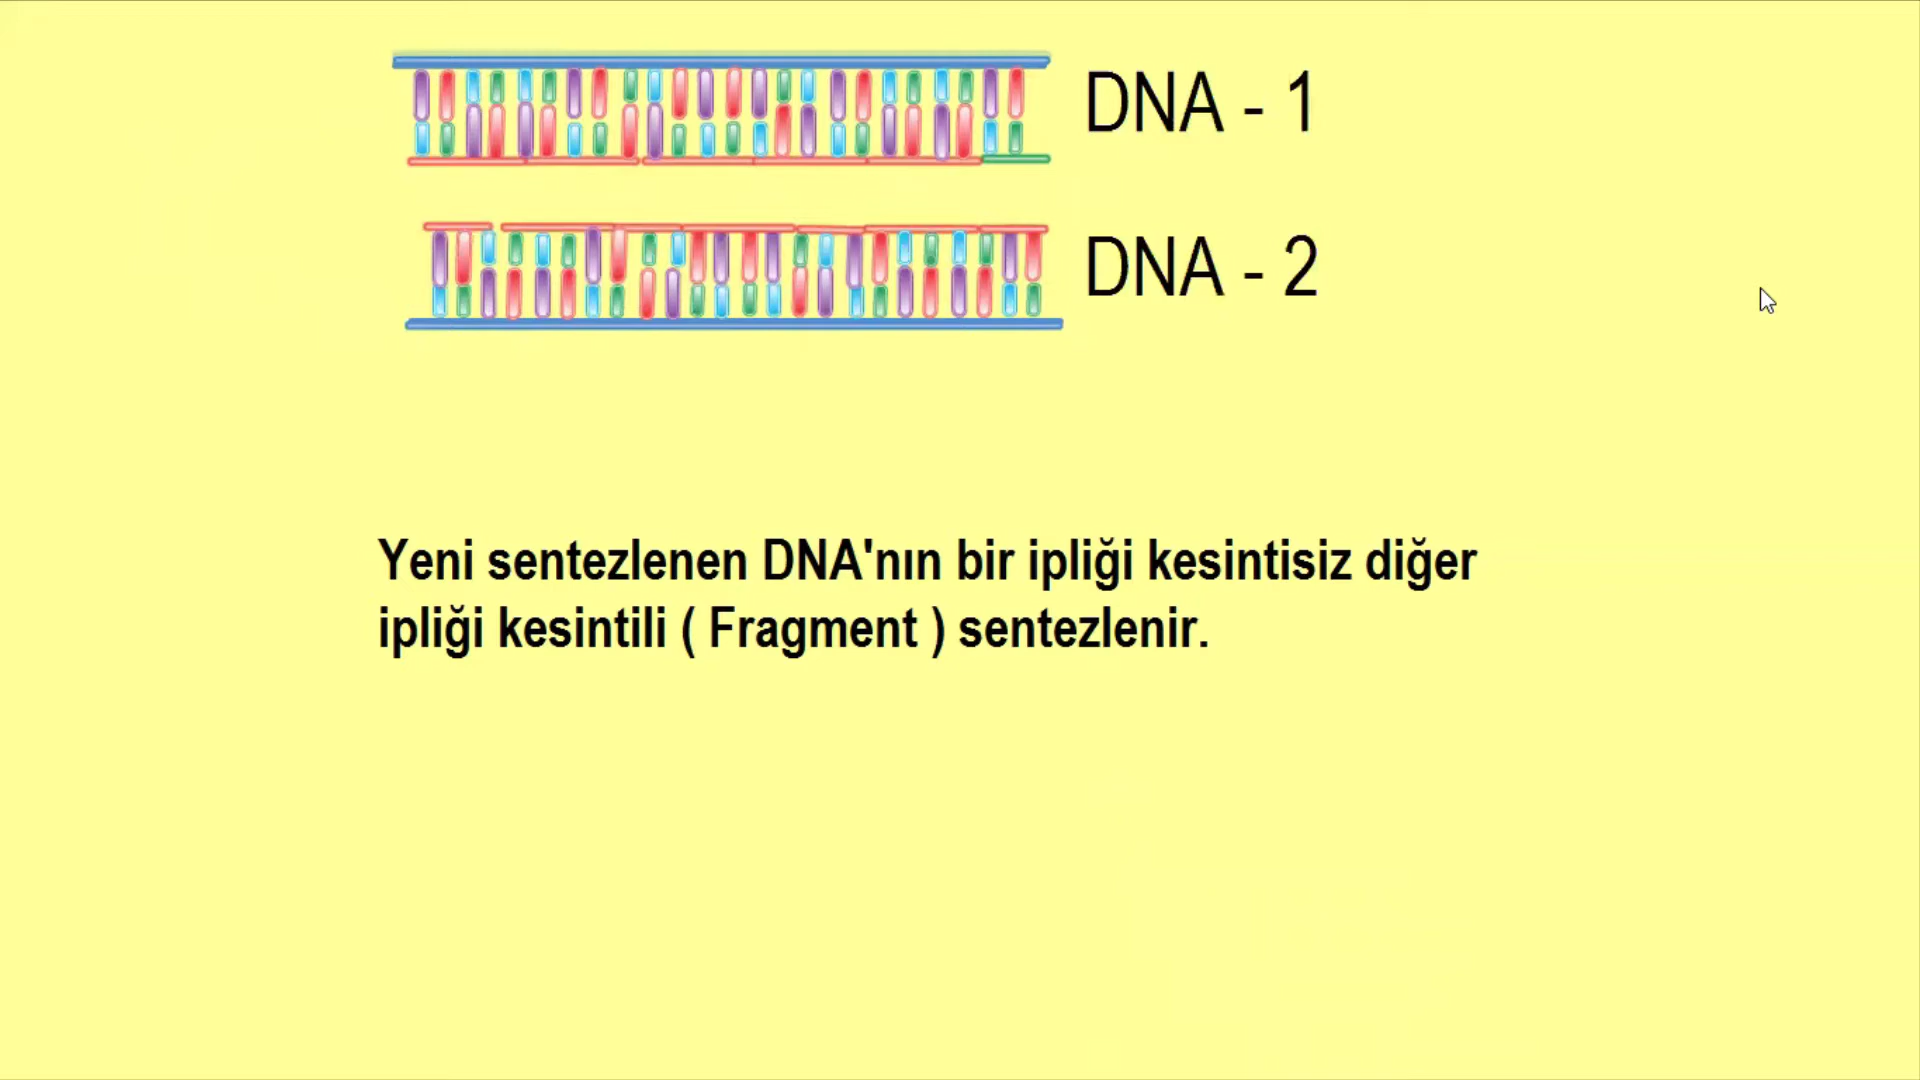 DNA - 1
DNA - 2
Yeni sentezlenen DNA'nın bir ipliği kesintisiz diğer
ipliği kesintili ( Fragment ) sentezlenir.